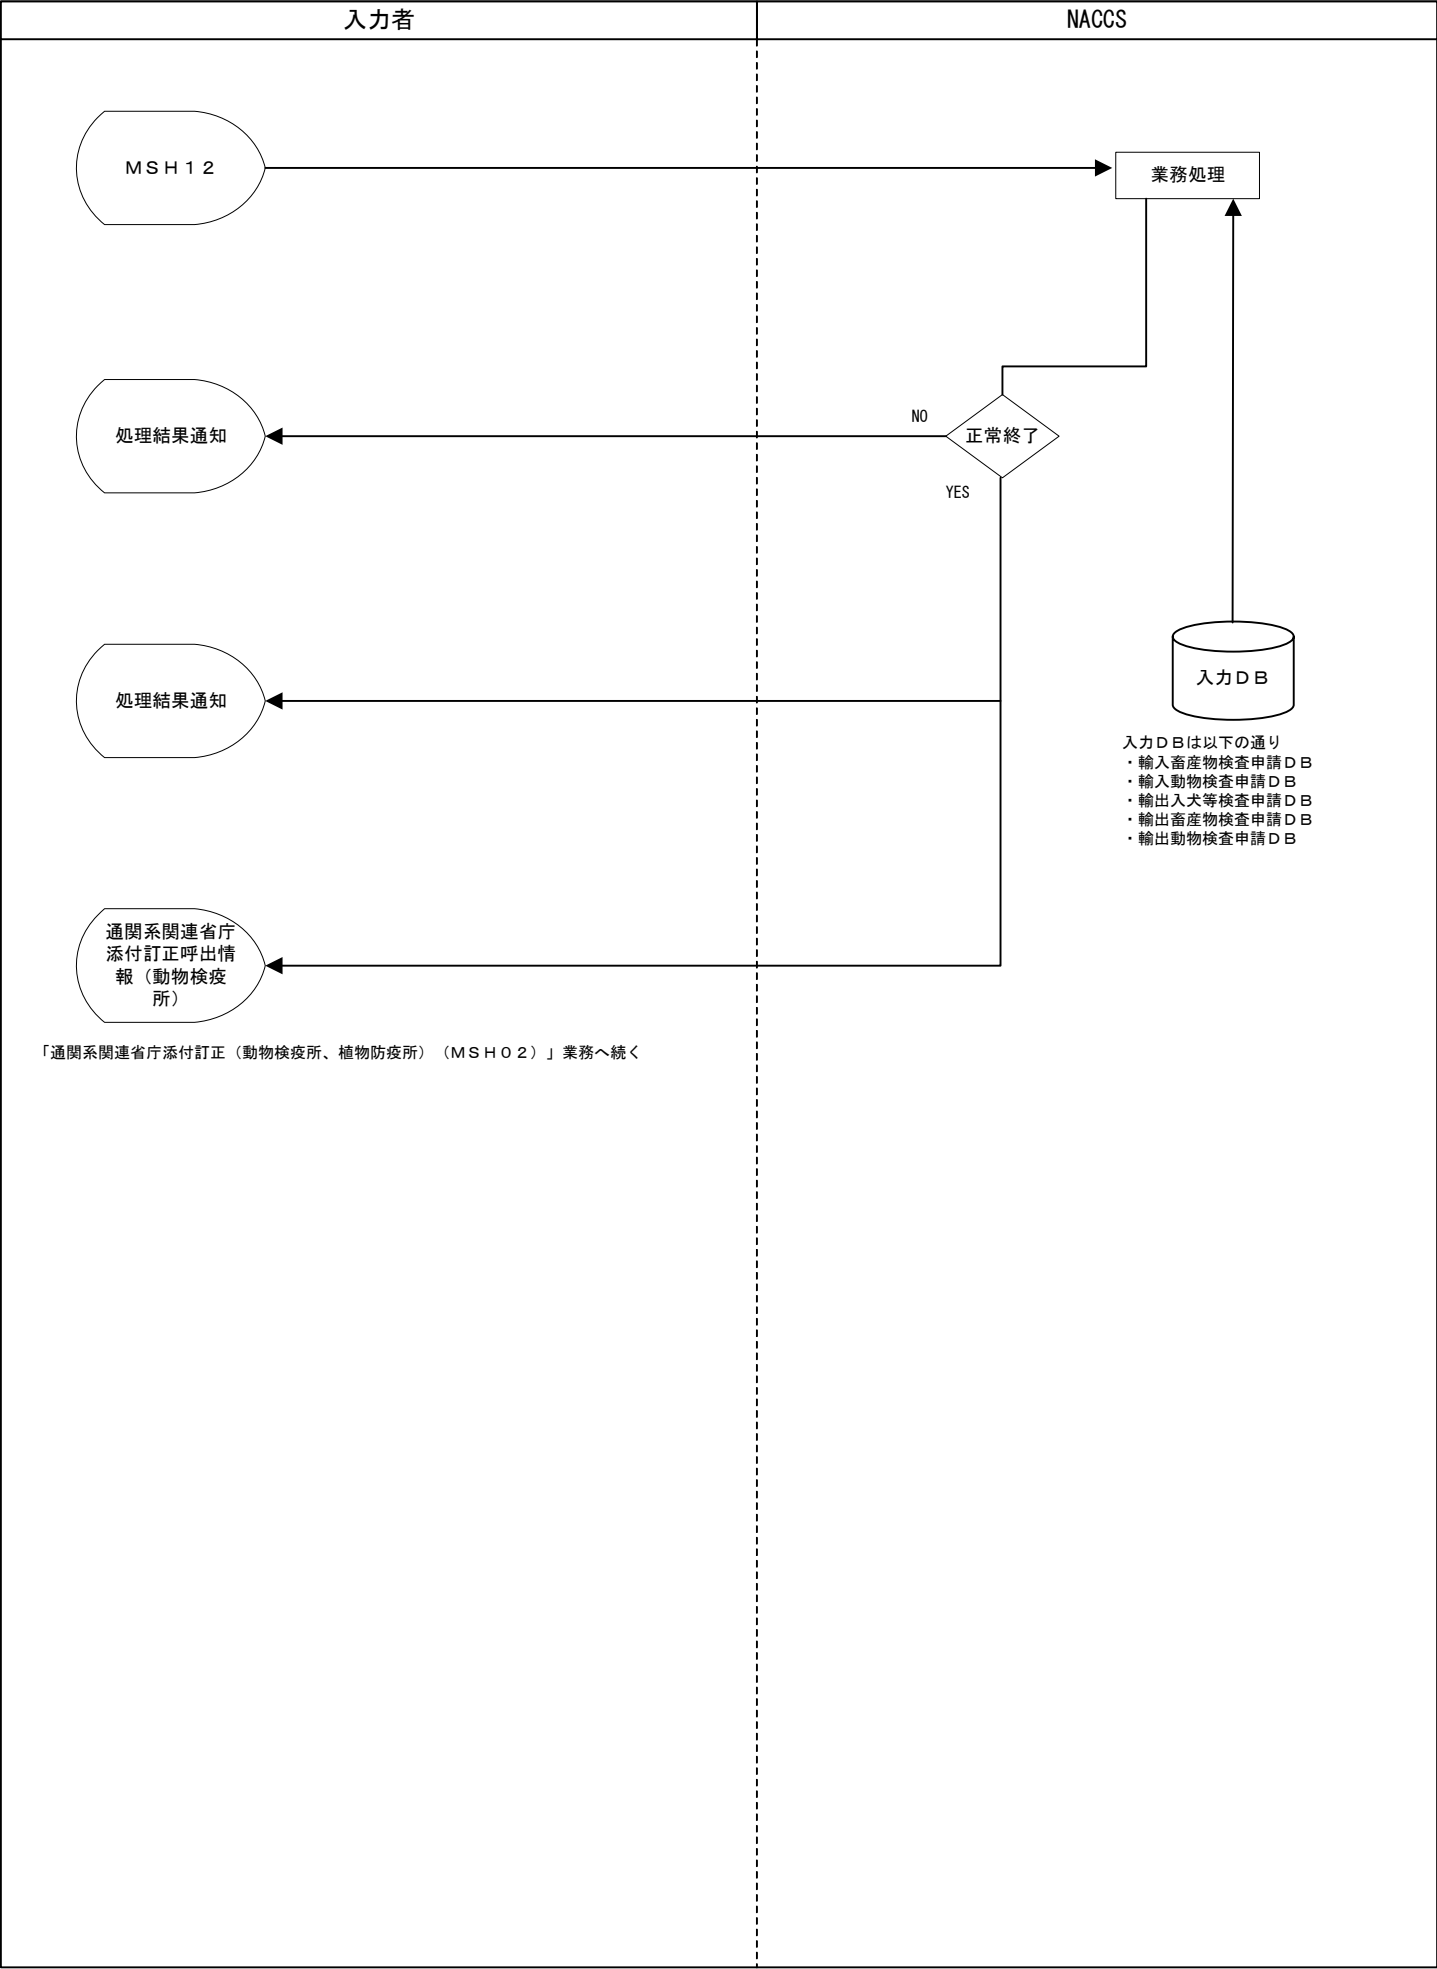 入力者
NACCS
ＭＳＨ１２
業務処理
NO
処理結果通知
正常終了
YES
処理結果通知
入力ＤＢ
入力ＤＢは以下の通り
・輸入畜産物検査申請ＤＢ
・輸入動物検査申請ＤＢ
・輸出入犬等検査申請ＤＢ
・輸出畜産物検査申請ＤＢ
・輸出動物検査申請ＤＢ
通関系関連省庁
添付訂正呼出情
報（動物検疫
所）
「通関系関連省庁添付訂正（動物検疫所、植物防疫所）（ＭＳＨ０２）」業務へ続く